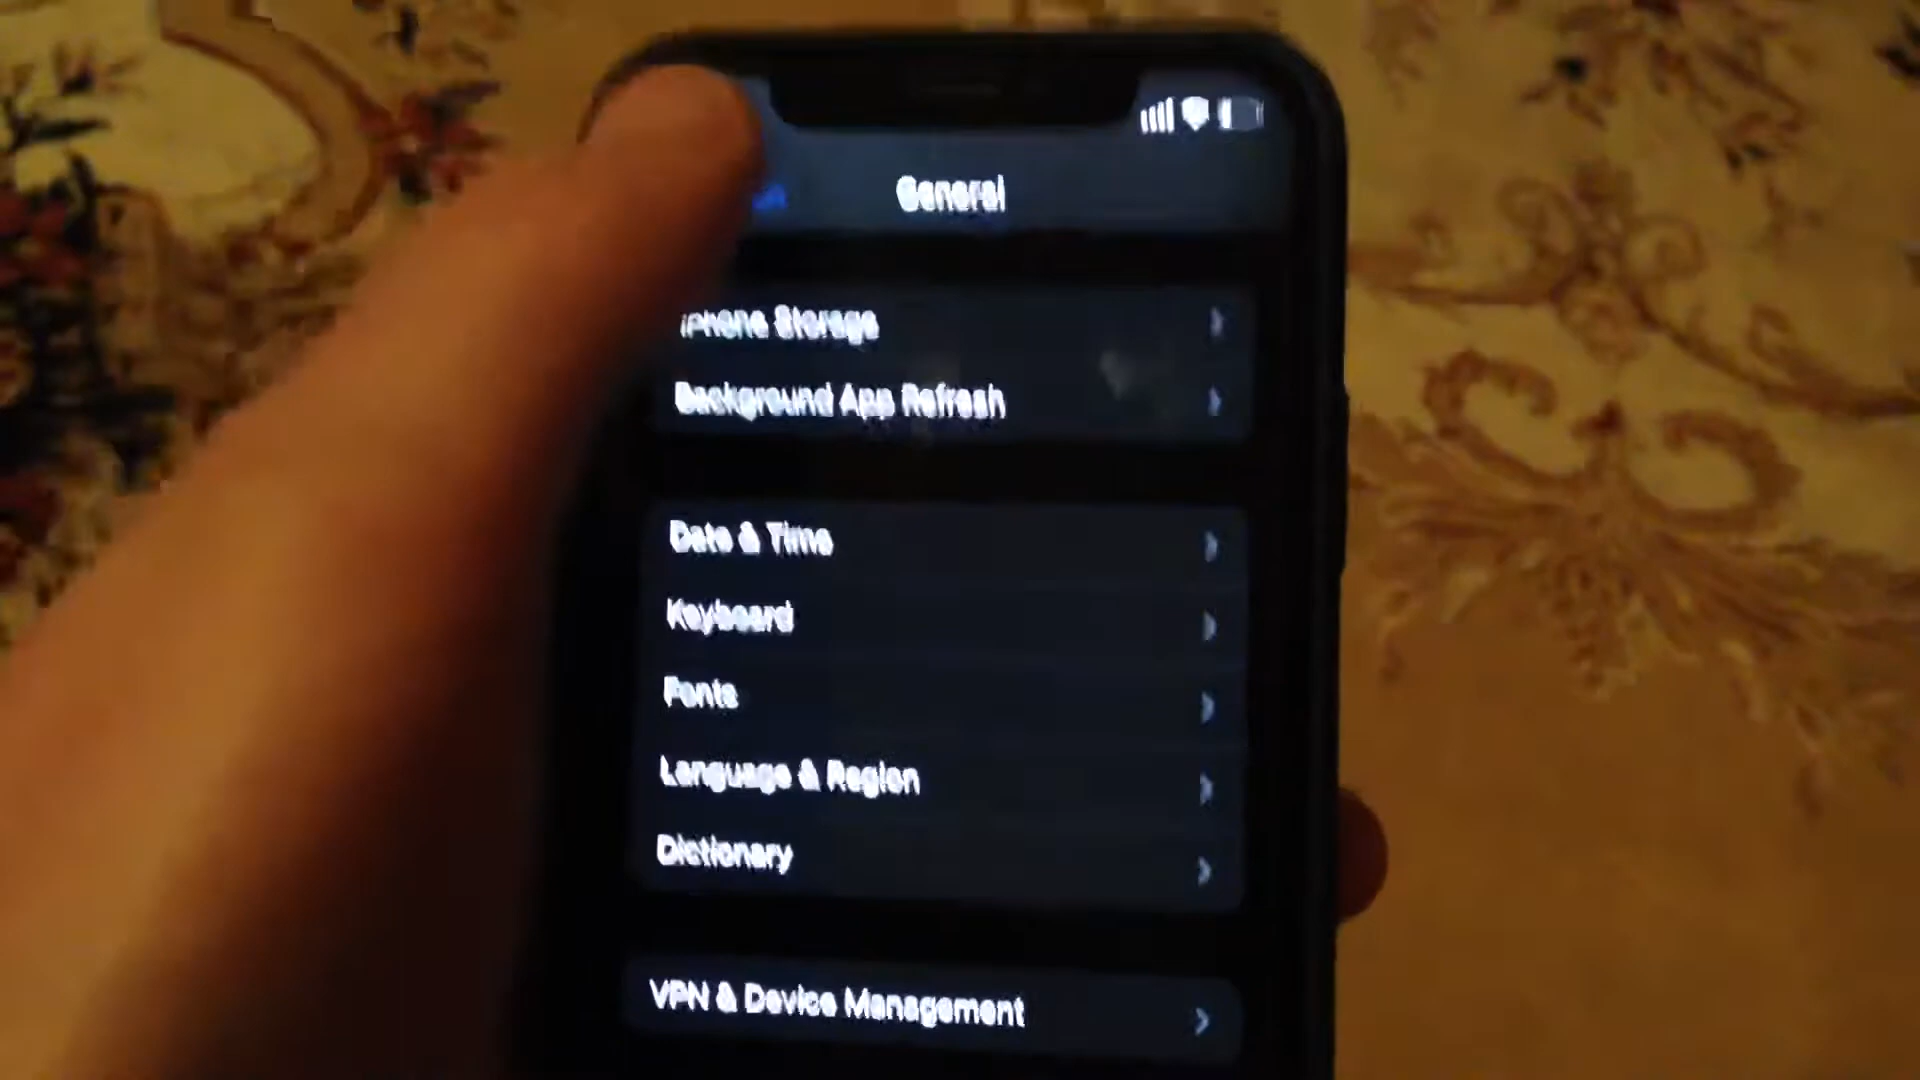 General
iPhone Storage
Background App Refresh
Date & Time
Keyboard
Fonts
Language & Region
Dictionary
VPN & Device Management